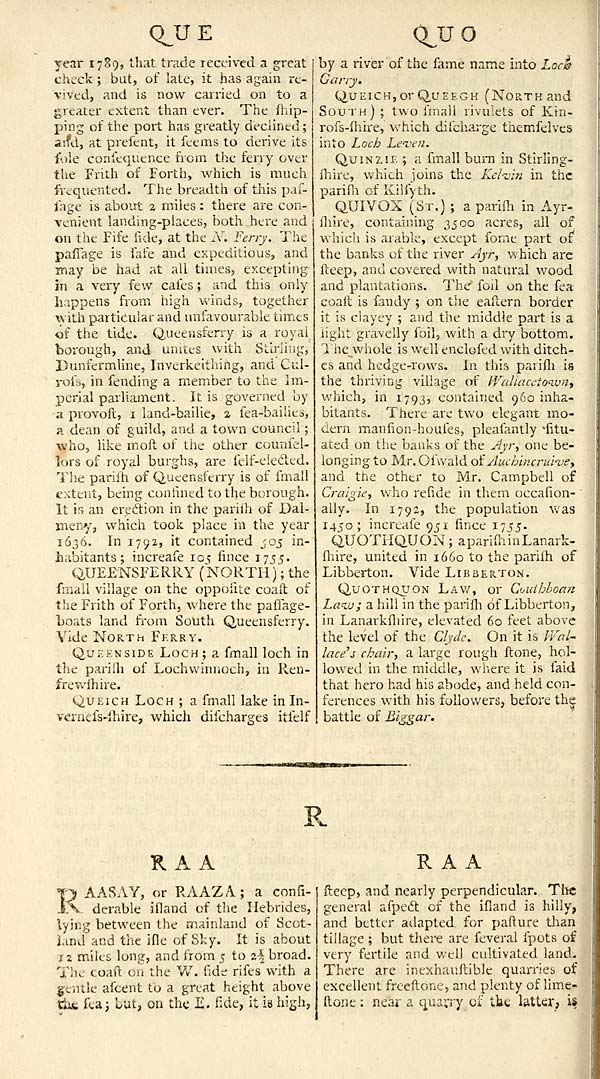 QUE
year 1789, that trade received a great
check; but, of late, it has again re-
vived, and is now carried on to a
greater extent than ever. The ſhip-
ping of the port has greatly declined;
and, at preſent, it ſeems to derive its
ſole conſequence from the ferry over
the Frith of Forth, which is much
frequented. The breadth of this paſ-
ſage is about 2 miles: there are con-
venient landing-places, both here and
on the Fife ſide, at the N. Ferry. The
paſſage is ſafe and expeditious, and
may be had at all times, excepting
in a very few caſes; and this only
happens from high winds, together
with particular and unfavourable times
of the tide. Queensferry is a royal
borough, and unites with Stirling,
Dunfermline, Inverkeithing, and Cul-
roſs, in ſending a member to the Im-
perial parliament. It is governed by
a provoſt, 1 land-bailie, 2 ſea-bailies,
a dean of guild, and a town council;
who, like moſt of the other counſel-
lors of royal burghs, are ſelf-elected.
The pariſh of Queensferry is of ſmall
extent, being confined to the borough.
It is an erection in the pariſh of Dal-
meny, which took place in the year
1636. In 1792, it contained 505 in-
habitants; increaſe 105 ſince 1755.
QUEENSFERRY (NORTH); the
ſmall village on the oppoſite coaſt of
the Frith of Forth, where the paſſage-
boats land from South Queensferry.
Vide NORTH FERRY.
QUEENSIDE LOCH; a ſmall loch in
the pariſh of Lochwinnoch, in Ren-
frewſhire.
QUEICH LOCH; a ſmall lake in In-
verneſs-ſhire, which diſcharges itſelf
QUO
by a river of the ſame name into Loch
Garry.
QUEICH, or QUEEGH (NORTH and
SOUTH); two ſmall rivulets of Kin-
roſs-ſhire, which diſcharge themſelves
into Loch Leven.
QUINZIE; a ſmall burn in Stirling-
ſhire, which joins the Kelvin in the
pariſh of Kilſyth.
QUIVOX (ST.); a pariſh in Ayr-
ſhire, containing 3500 acres, all of
which is arable, except ſome part of
the banks of the river Ayr, which are
ſteep, and covered with natural wood
and plantations. The ſoil on the ſea
coaſt is ſandy; on the eaſtern border
it is clayey; and the middle part is a
light gravelly ſoil, with a dry bottom.
The whole is well encloſed with ditch-
es and hedge-rows. In this pariſh is
the thriving village of Wallacetown,
which, in 1793, contained 960 inha-
bitants. There are two elegant mo-
dern manſion-houſes, pleaſantly ſitu-
ated on the banks of the Ayr, one be-
longing to Mr. Oſwald of Auchincruive,
and the other to Mr. Campbell of
Craigie, who reſide in them occaſion-
ally. In 1792, the population was
1450; increaſe 951 ſince 1755.
QUOTHQUON; a pariſh in Lanark-
ſhire, united in 1660 to the pariſh of
Libberton. Vide LIBBERTON.
QUOTHQUON LAW, or Couthboan
Law; a hill in the pariſh of Libberton,
in Lanarkſhire, elevated 60 feet above
the level of the Clyde. On it is Wal-
lace's chair, a large rough ſtone, hol-
lowed in the middle, where it is ſaid
that hero had his abode, and held con-
ferences with his followers, before the
battle of Biggar.
R
RAA
RAASAY, or RAAZA; a conſi-
derable iſland of the Hebrides,
lying between the mainland of Scot-
land and the iſle of Sky. It is about
12 miles long, and from 5 to 2½ broad.
The coaſt on the W. ſide riſes with a
gentle aſcent to a great height above
the ſea; but, on the E. ſide, it is high,
RAA
ſteep, and nearly perpendicular. The
general aſpect of the iſland is hilly,
and better adapted for paſture than
tillage; but there are ſeveral ſpots of
very fertile and well cultivated land.
There are inexhauſtible quarries of
excellent freeſtone, and plenty of lime-
ſtone: near a quarry of the latter, is